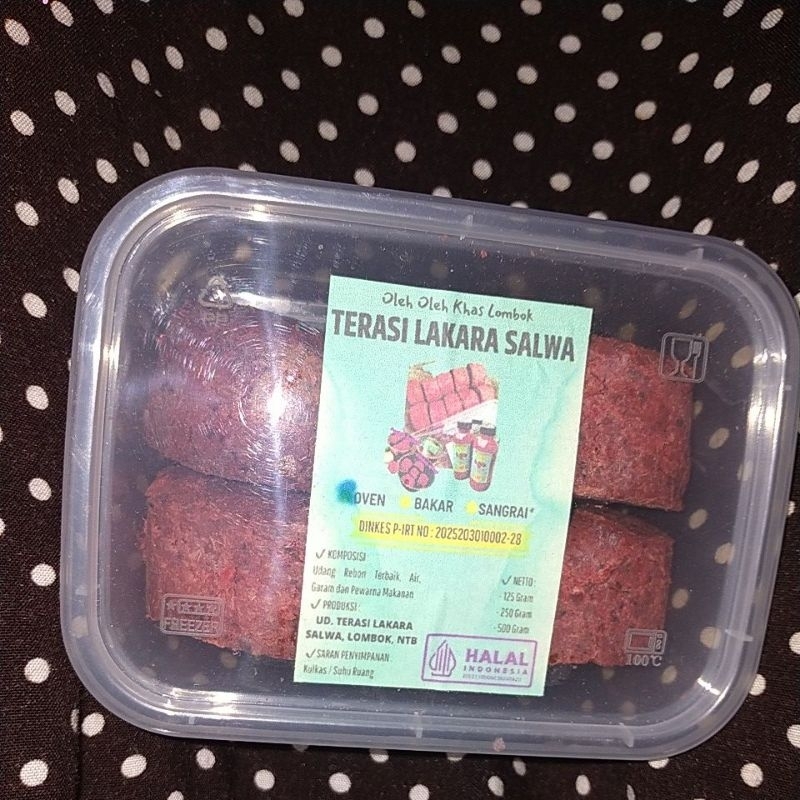 Oleh Oleh Khas Lombok
TERASI LAKARA SALWA
OVEN BAKAR SANGRAI*
DINKES P-IRT NO : 2025203010002-28
✓ KOMPOSISI
Udang Rebon Terbaik, Air,
Garam dan Pewarna Makanan
✓ PRODUKSI :
UD. TERASI LAKARA
SALWA, LOMBOK, NTB
✓ SARAN PENYIMPANAN
Kulkas / Suhu Ruang
✓ NETTO :
- 125 Gram
- 250 Gram
- 500 Gram
HALAL
INDONESIA
FREEZER
100°C